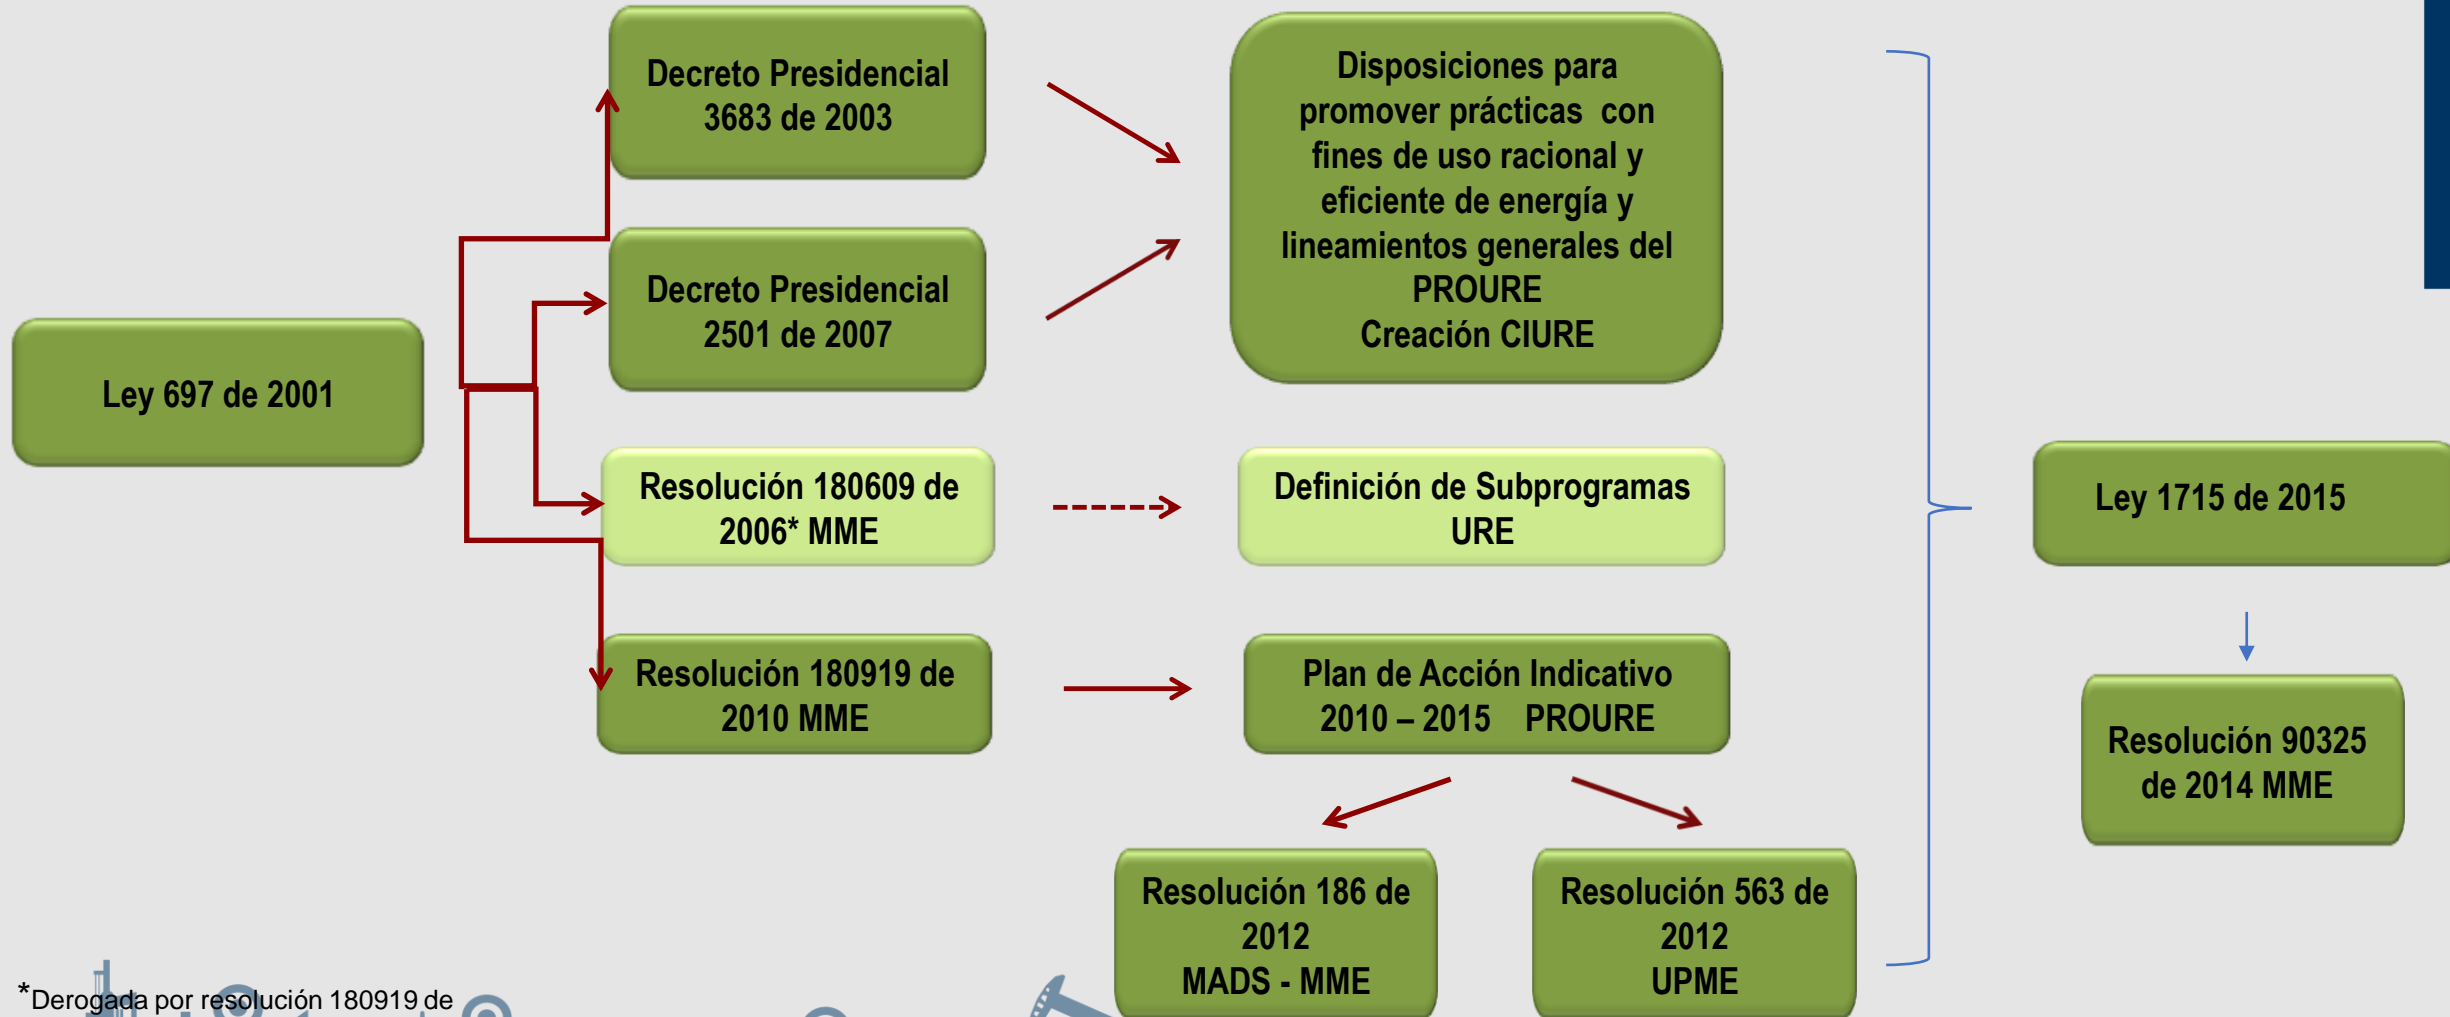 Ley 697 de 2001
Decreto Presidencial
3683 de 2003
Decreto Presidencial
2501 de 2007
Resolución 180609 de
2006* MME
Resolución 180919 de
2010 MME
Disposiciones para
promover prácticas con
fines de uso racional y
eficiente de energía y
lineamientos generales del
PROURE
Creación CIURE
Definición de Subprogramas
URE
Plan de Acción Indicativo
2010 – 2015 PROURE
Resolución 186 de
2012
MADS - MME
Resolución 563 de
2012
UPME
Ley 1715 de 2015
Resolución 90325
de 2014 MME
*Derogada por resolución 180919 de